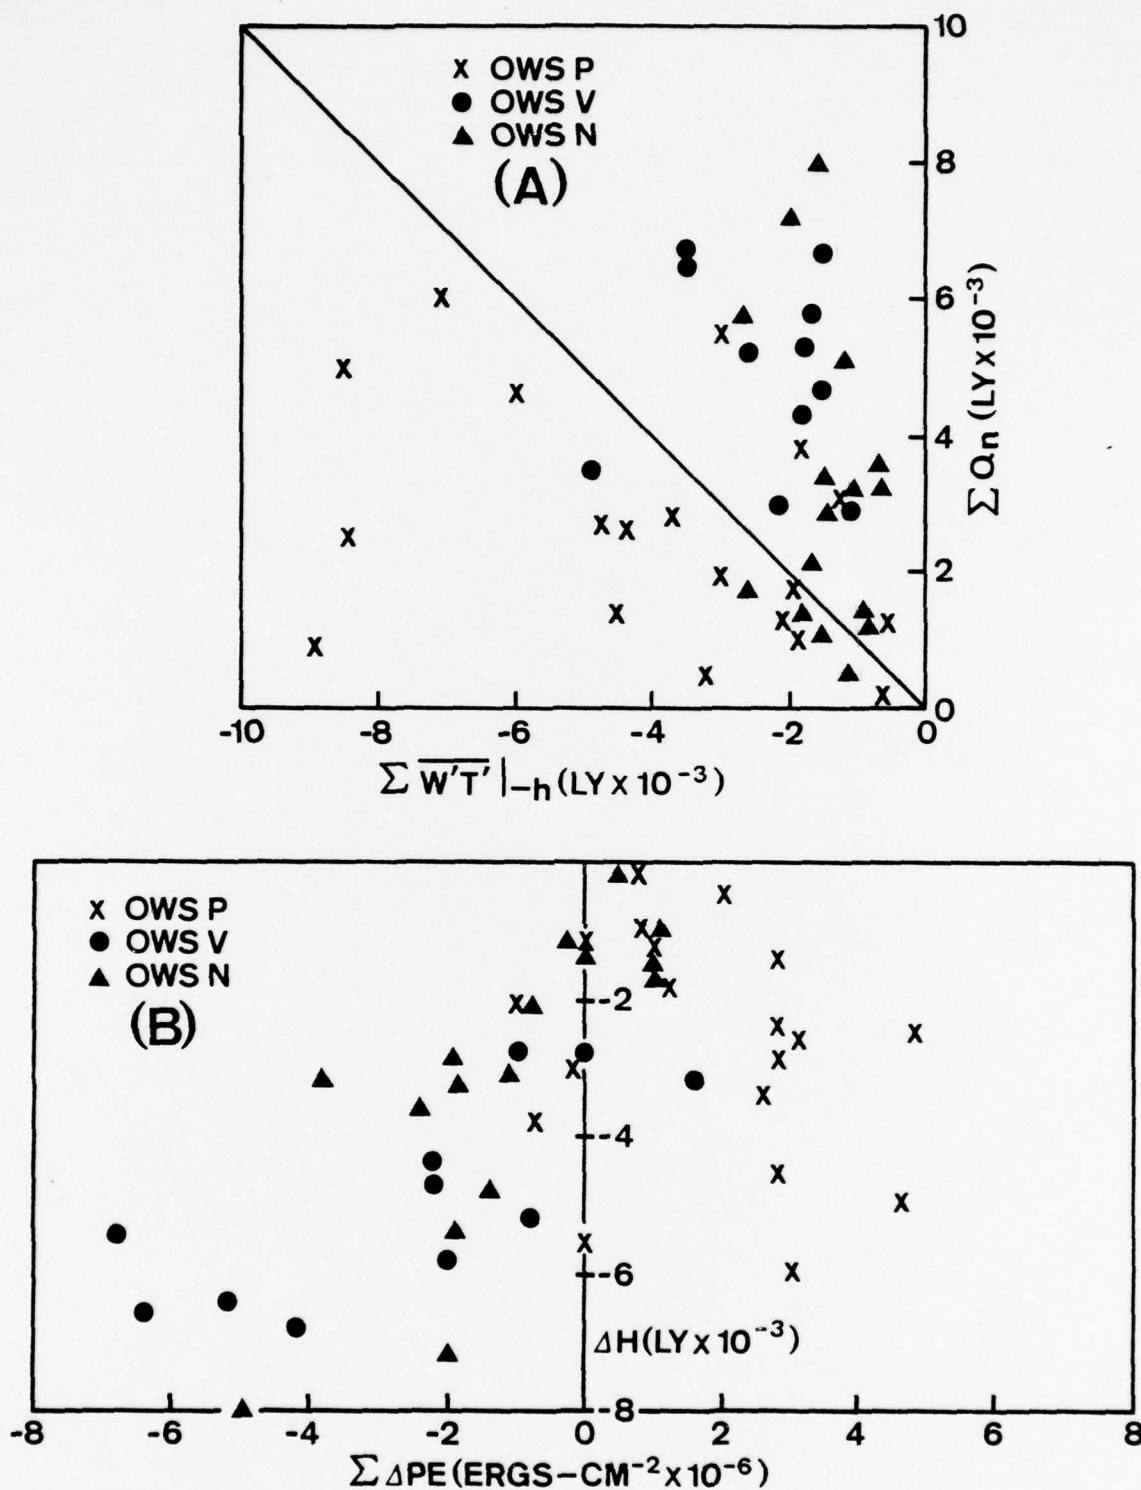 10
x OWS P
● OWS V
▲ OWS N
(A)
8
6
4
2
0
Σ Qn (LY x 10⁻³)
-10 -8 -6 -4 -2 0
Σ W'T' |-h (LY x 10⁻³)
x OWS P
● OWS V
▲ OWS N
(B)
-2
-4
-6
ΔH (LY x 10⁻³)
-8
-8 -6 -4 -2 0 2 4 6 8
Σ ΔPE (ERGS-CM⁻² x 10⁻⁶)